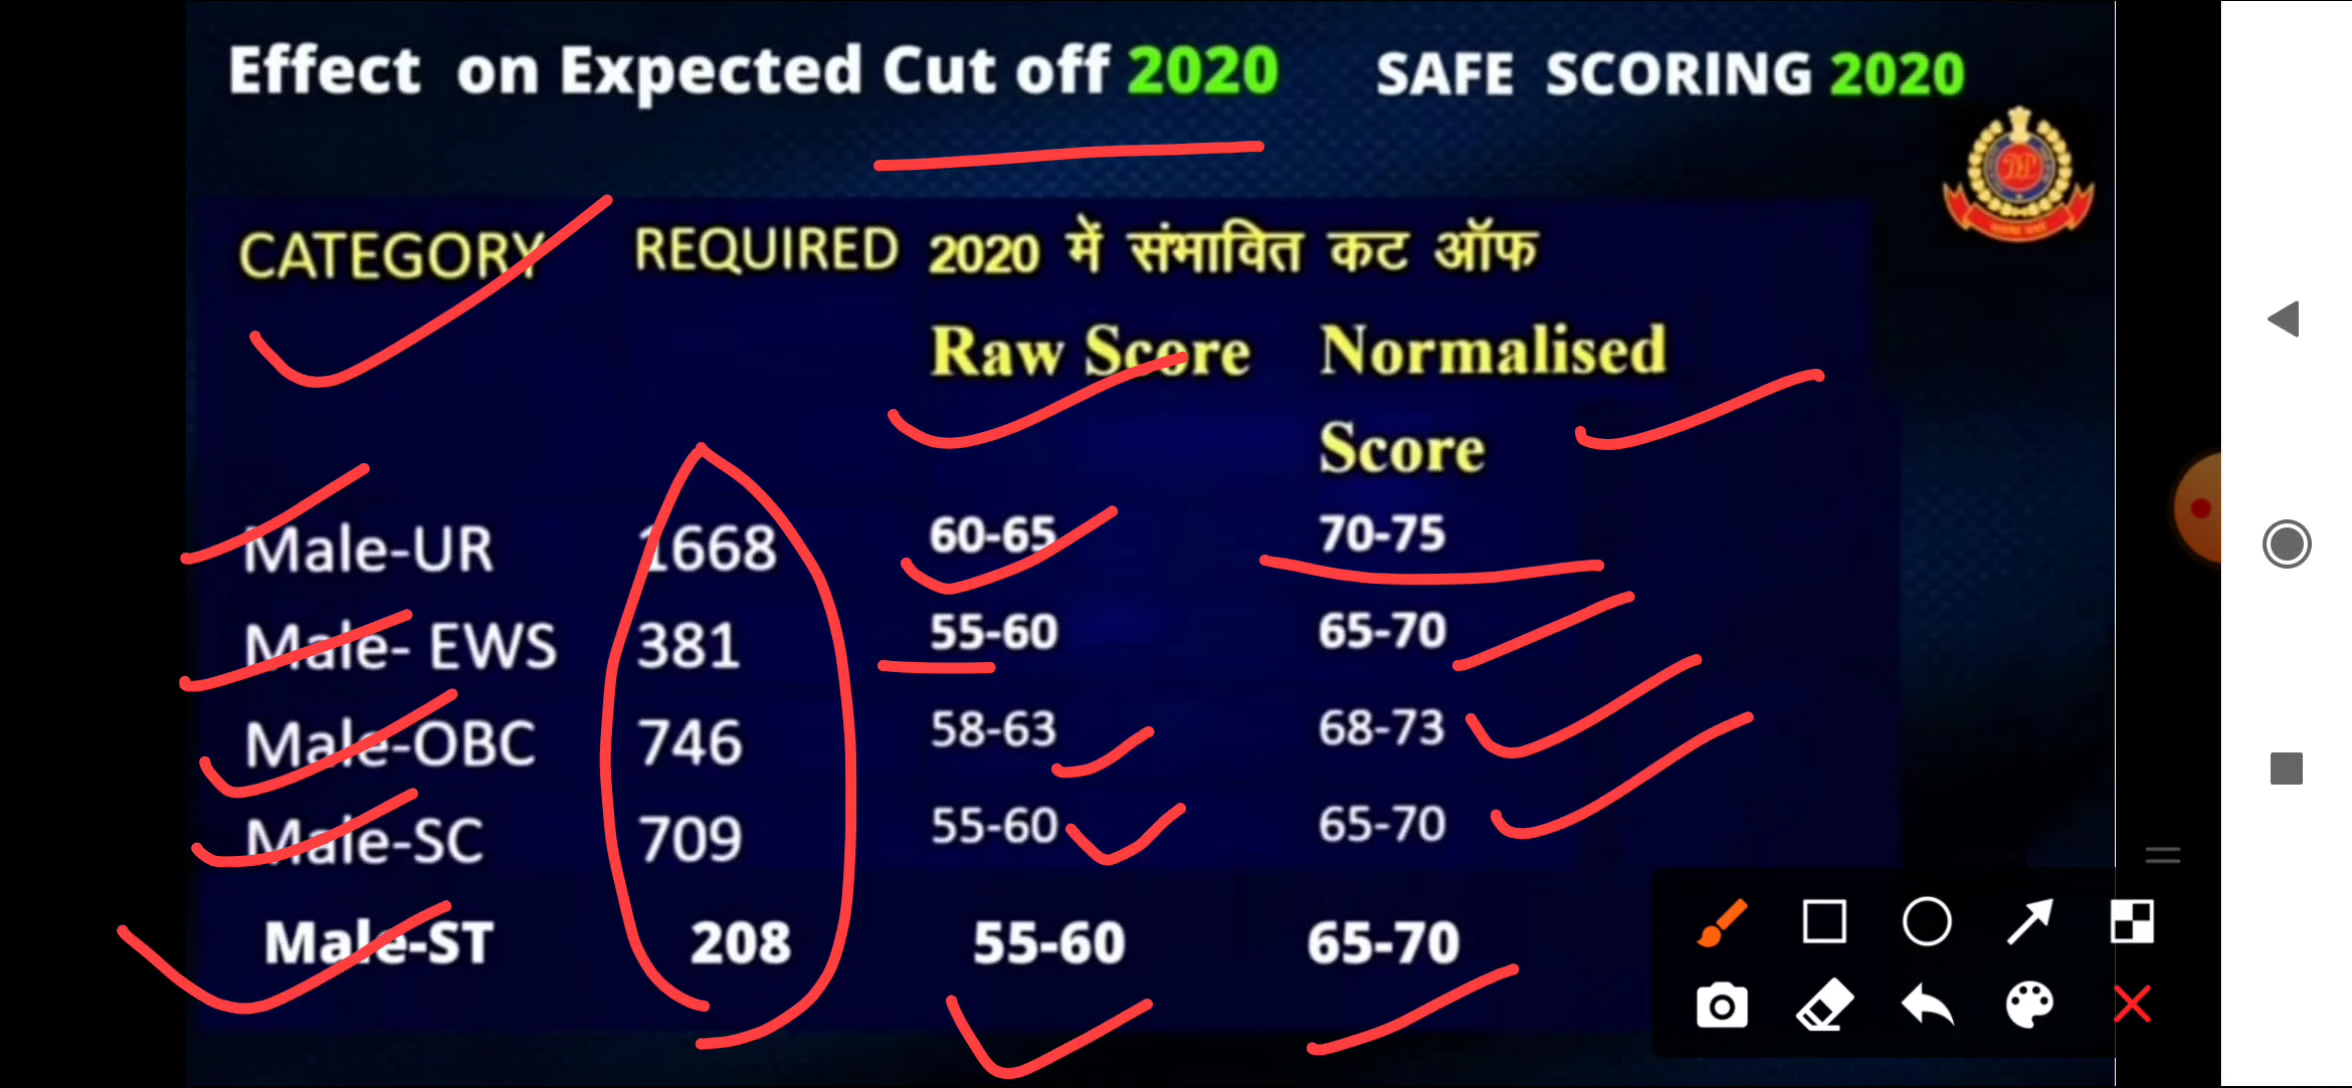 Effect on Expected Cut off 2020 SAFE SCORING 2020
CATEGORY REQUIRED 2020 में संभावित कट ऑफ
Raw Score Normalised
Score
Male-UR 1668 60-65 70-75
Male- EWS 381 55-60 65-70
Male-OBC 746 58-63 68-73
Male-SC 709 55-60 65-70
Male-ST 208 55-60 65-70